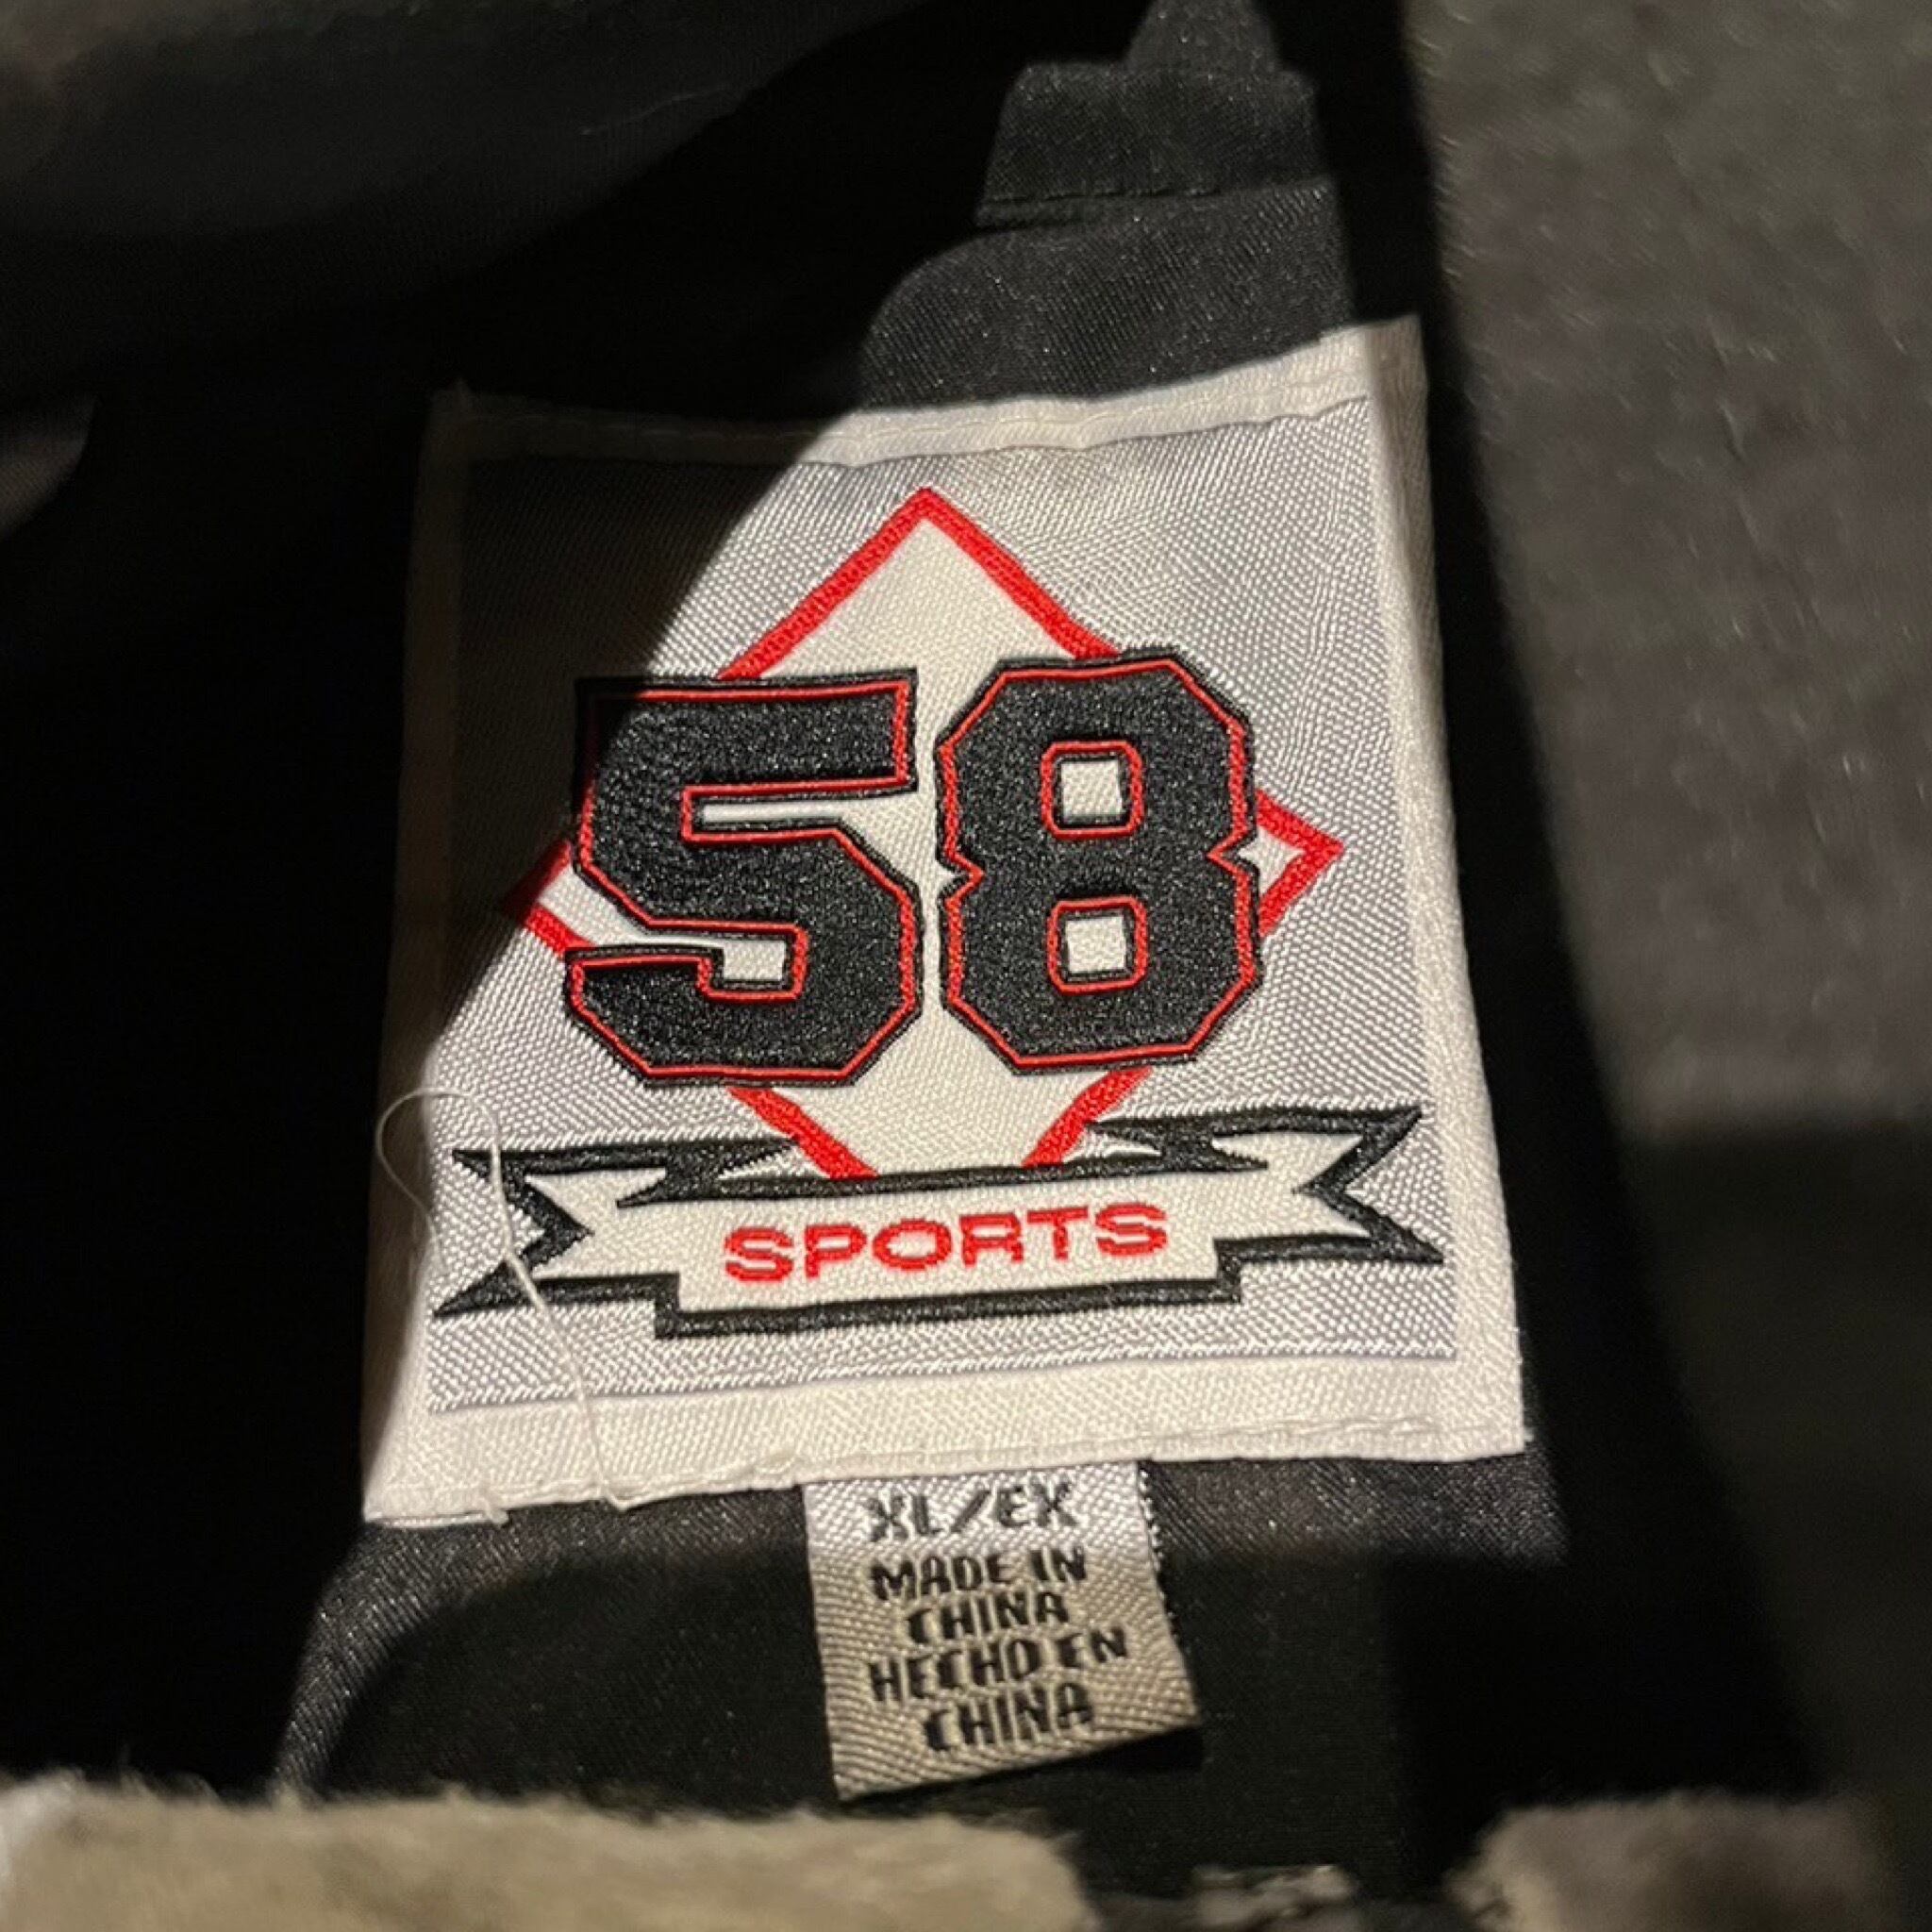 58
SPORTS
XL/EX
MADE IN
CHINA
HECHO EN
CHINA